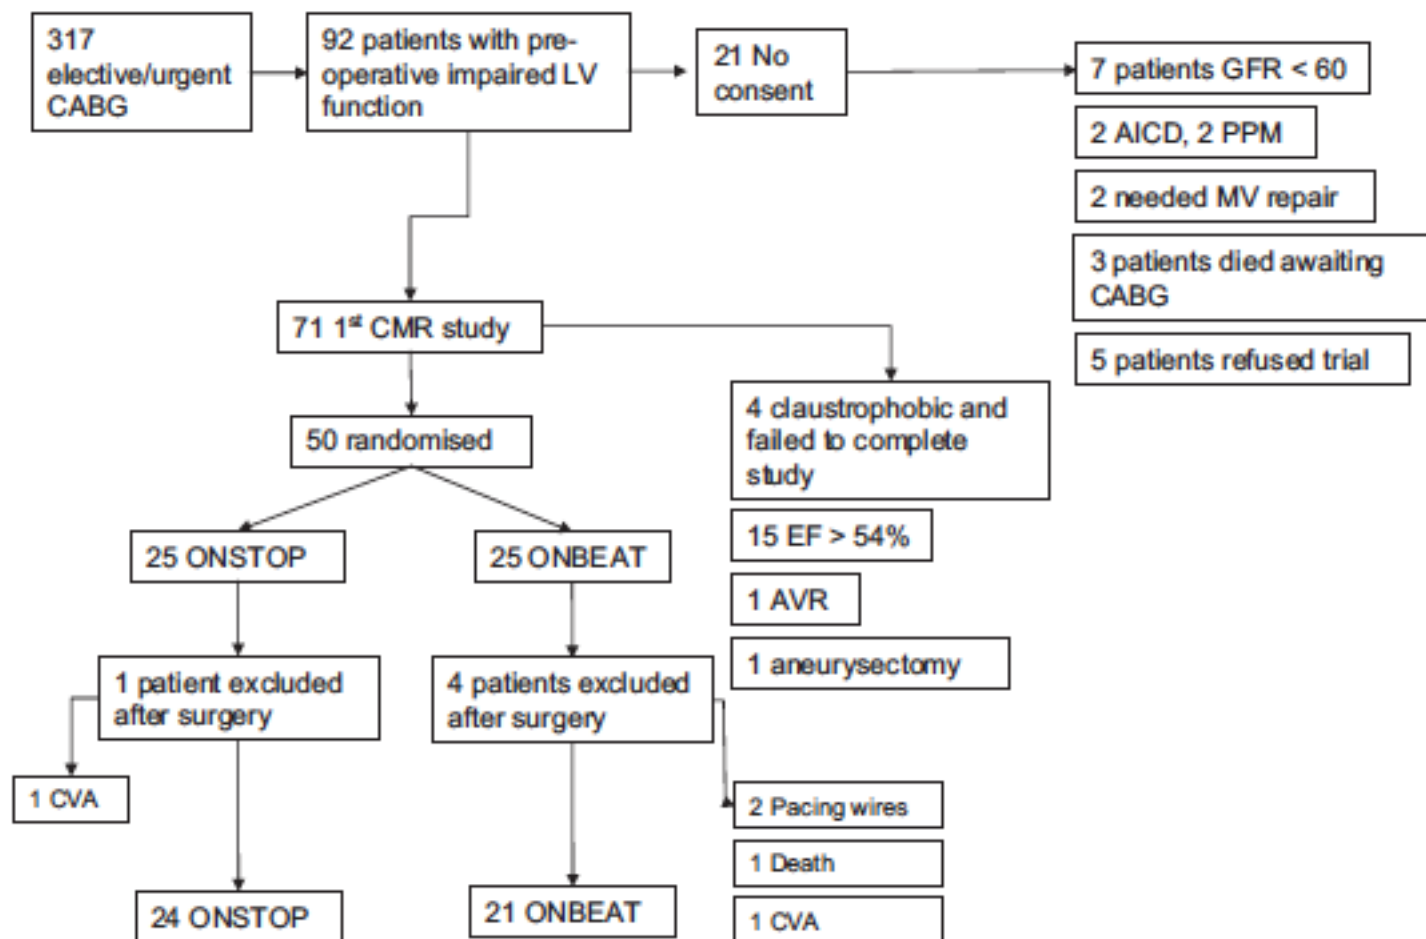 317
elective/urgent
CABG
92 patients with pre-
operative impaired LV
function
21 No
consent
7 patients GFR < 60
2 AICD, 2 PPM
2 needed MV repair
3 patients died awaiting
CABG
5 patients refused trial
71 1st CMR study
50 randomised
4 claustrophobic and
failed to complete
study
15 EF > 54%
1 AVR
1 aneurysectomy
25 ONSTOP
25 ONBEAT
1 patient excluded
after surgery
4 patients excluded
after surgery
1 CVA
2 Pacing wires
1 Death
1 CVA
24 ONSTOP
21 ONBEAT